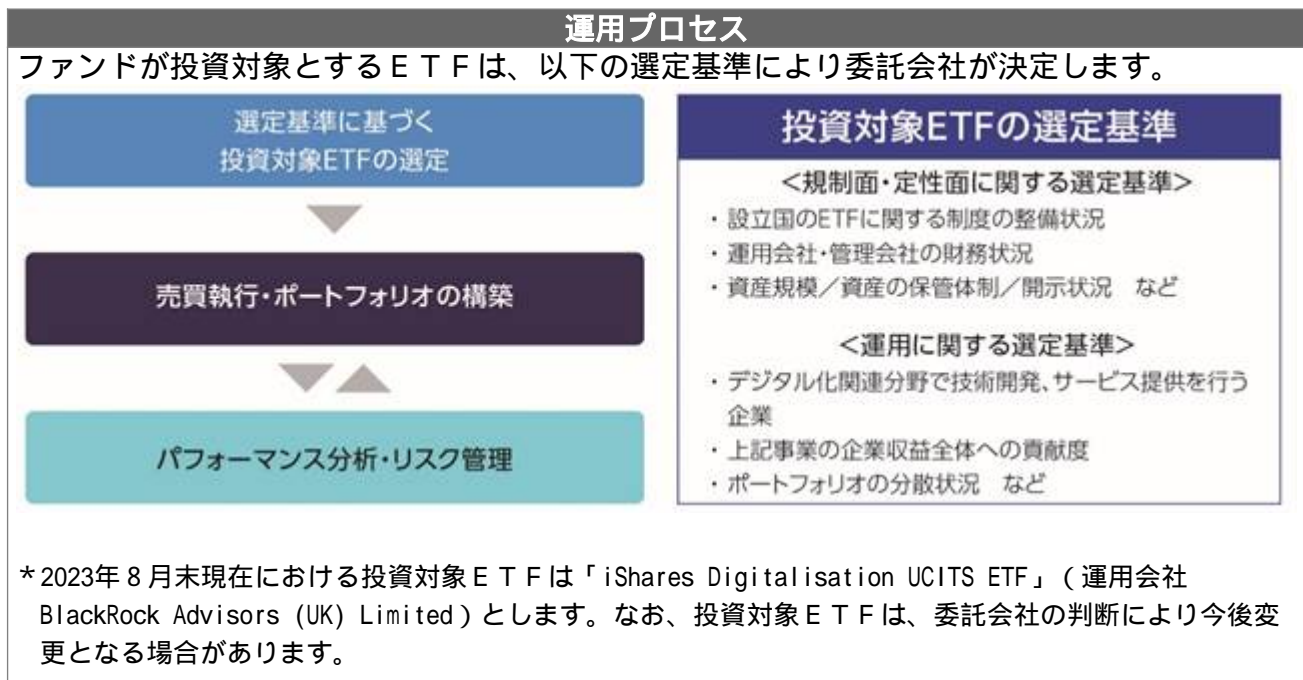 運用プロセス
ファンドが投資対象とするＥＴＦは、以下の選定基準により委託会社が決定します。
選定基準に基づく
投資対象ETFの選定
売買執行・ポートフォリオの構築
パフォーマンス分析・リスク管理
投資対象ETFの選定基準
＜規制面・定性面に関する選定基準＞
・設立国のETFに関する制度の整備状況
・運用会社・管理会社の財務状況
・資産規模／資産の保管体制／開示状況　など
＜運用に関する選定基準＞
・デジタル化関連分野で技術開発、サービス提供を行う
企業
・上記事業の企業収益全体への貢献度
・ポートフォリオの分散状況　など
＊2023年８月末現在における投資対象ＥＴＦは「iShares Digitalisation UCITS ETF」（運用会社
BlackRock Advisors (UK) Limited）とします。なお、投資対象ＥＴＦは、委託会社の判断により今後変
更となる場合があります。